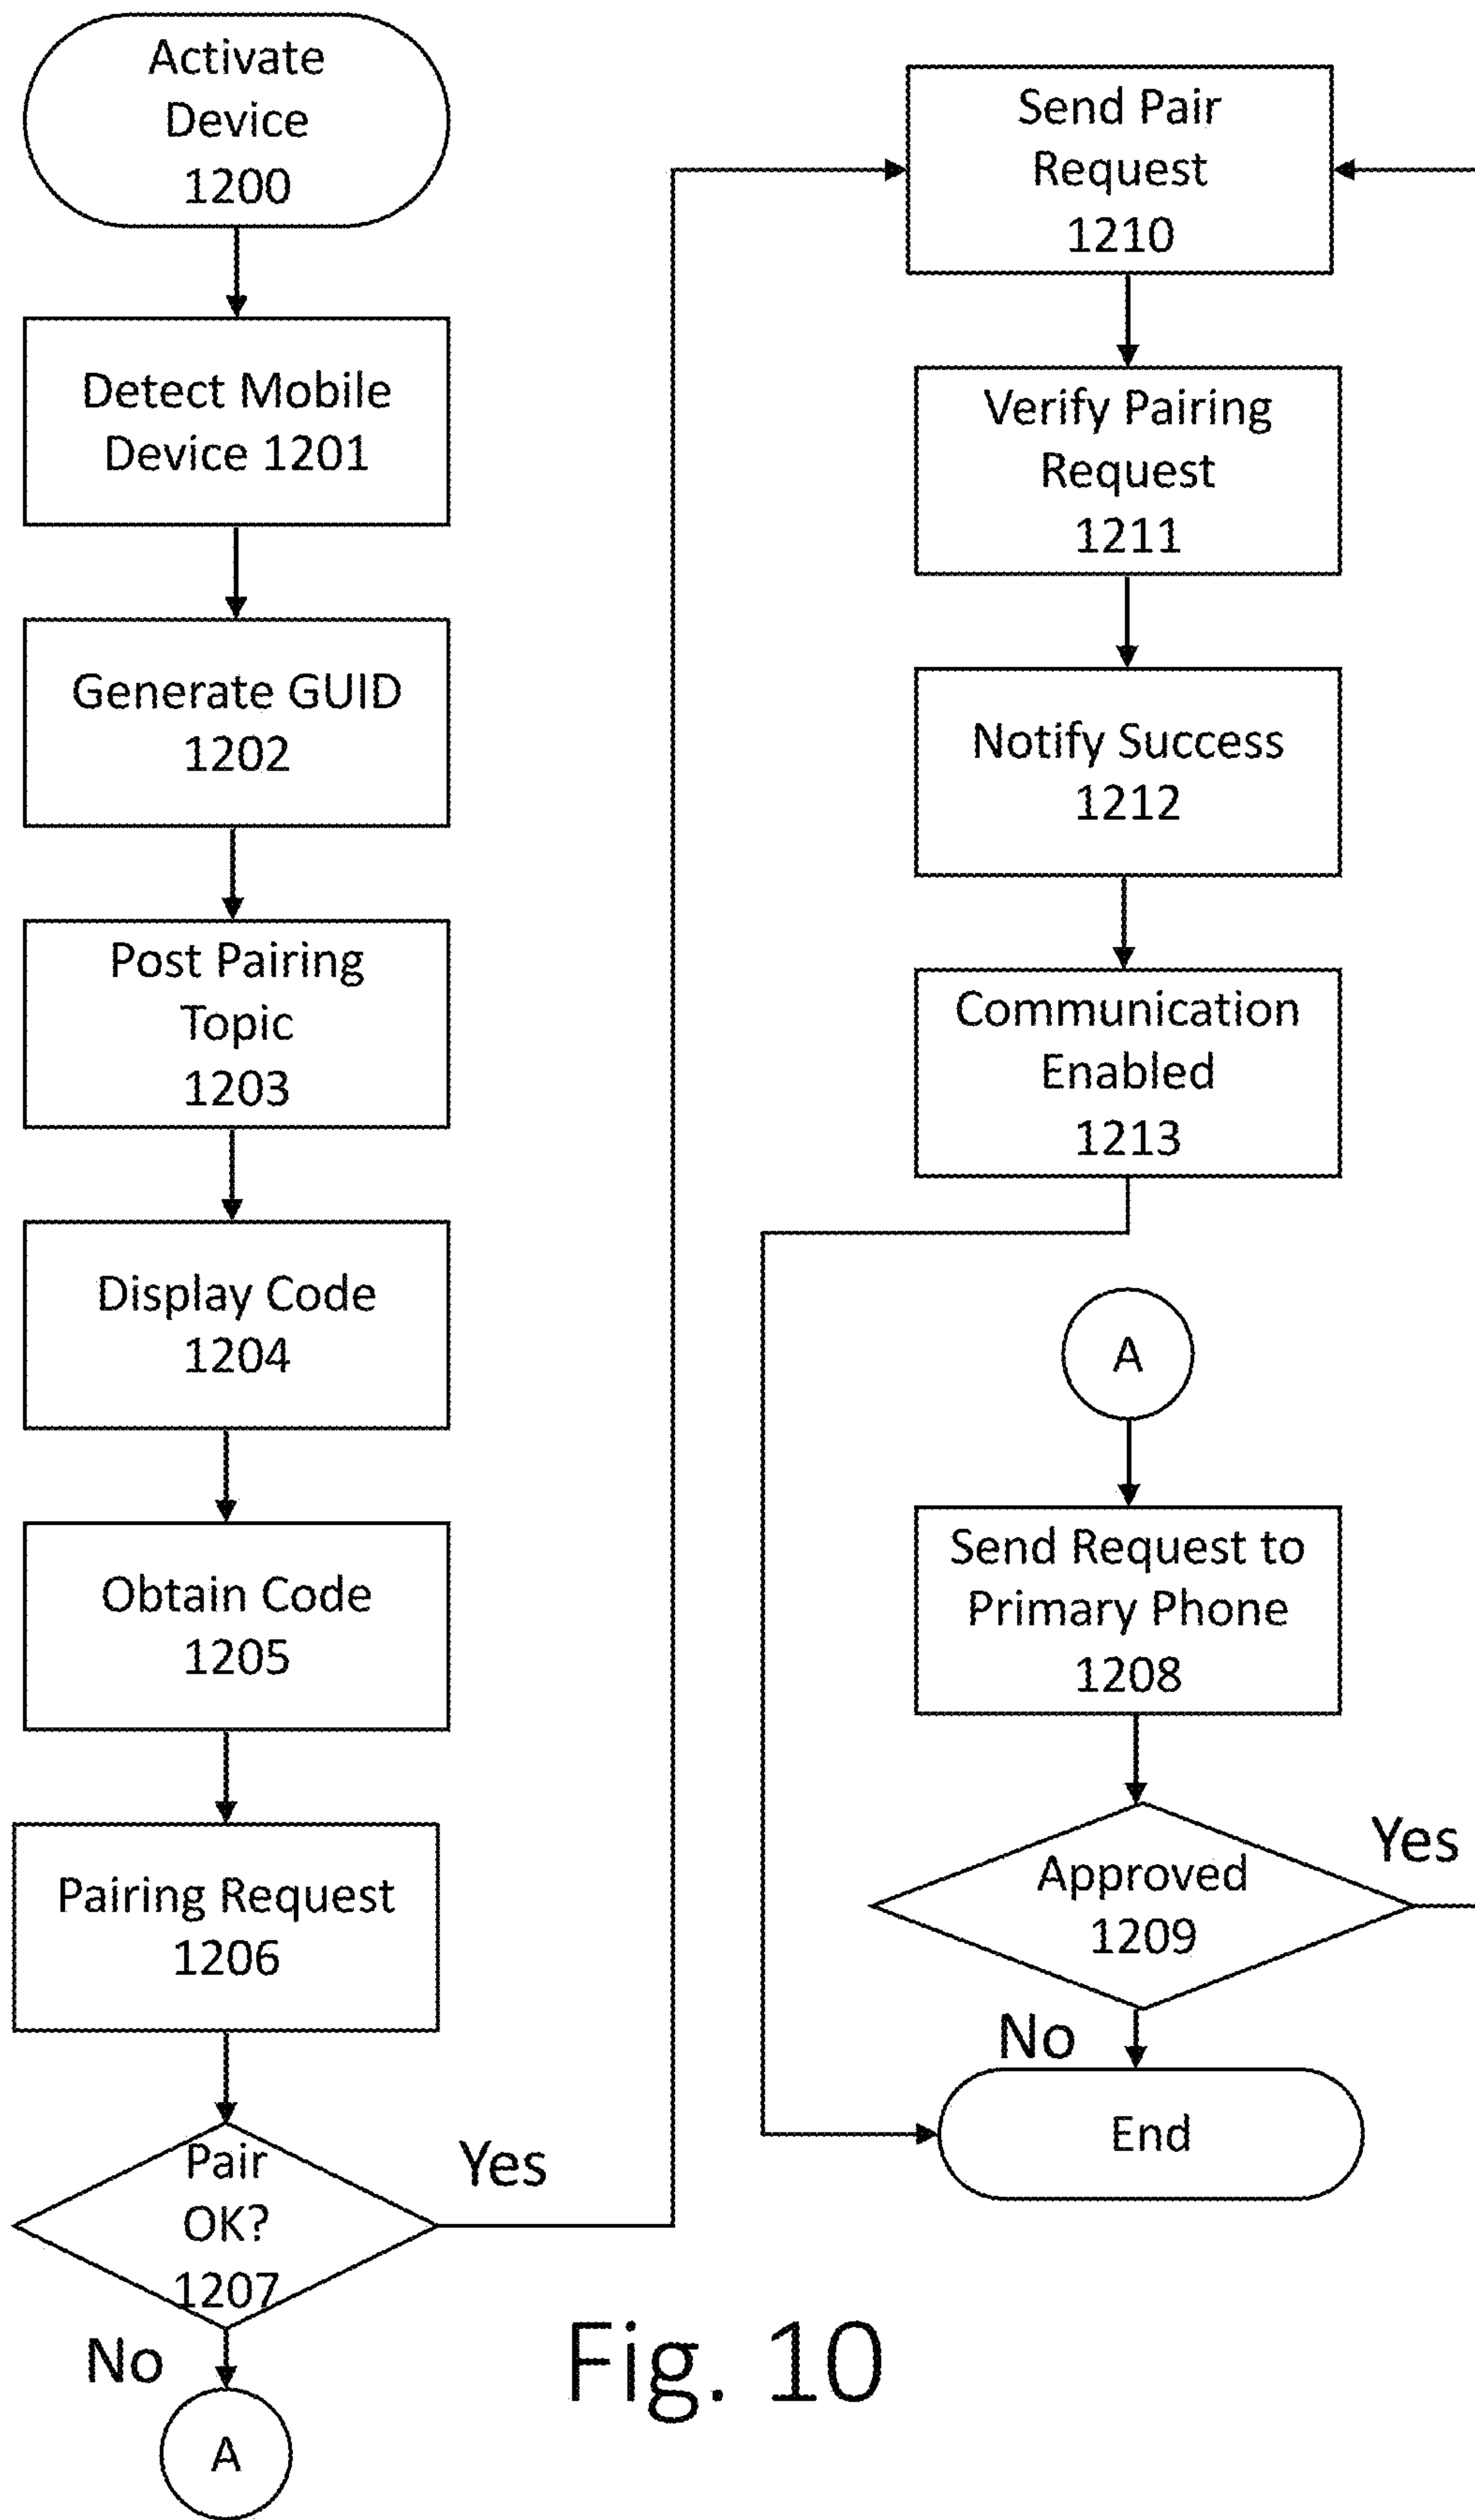 Activate
Device
1200
Detect Mobile
Device 1201
Generate GUID
1202
Post Pairing
Topic
1203
Display Code
1204
Obtain Code
1205
Pairing Request
1206
Pair
OK?
1207
Yes
No
A
Send Pair
Request
1210
Verify Pairing
Request
1211
Notify Success
1212
Communication
Enabled
1213
A
Send Request to
Primary Phone
1208
Approved
1209
Yes
No
End
Fig. 10